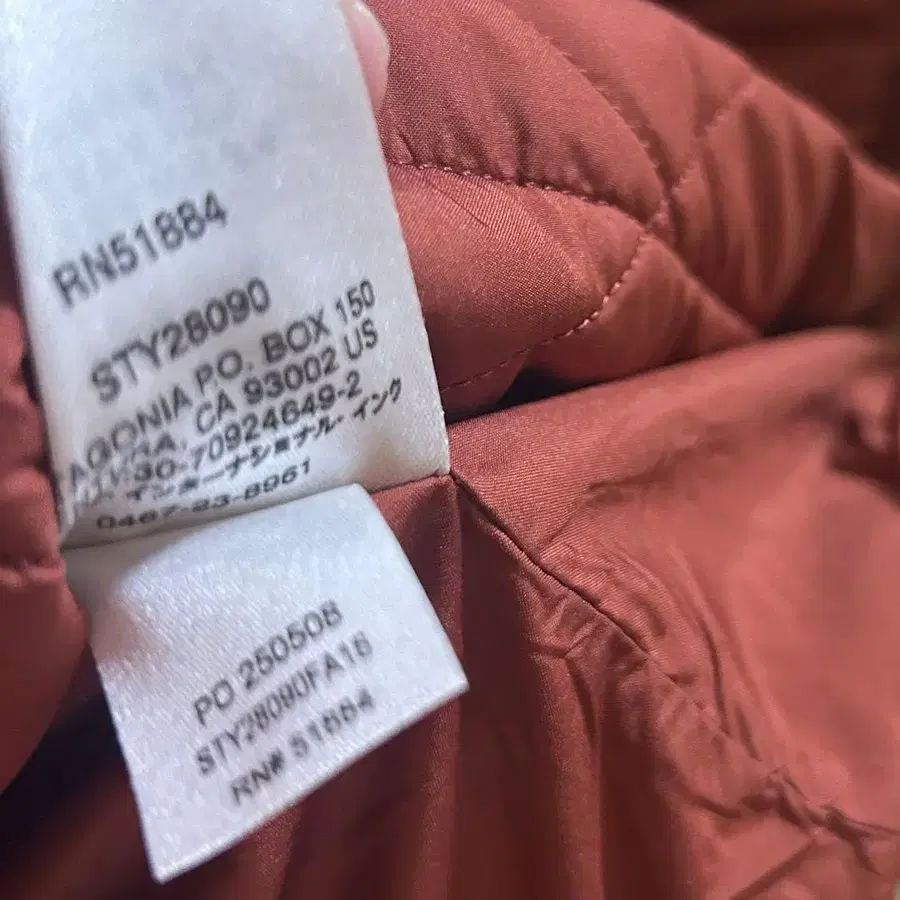 RN51884
STY28090
AGONIA P.O. BOX 150
RA, CA 93002 US
30-70924649-2
インターナショナル・インク
0467-23-8961
PO 250508
STY28090FA16
RN# 51884